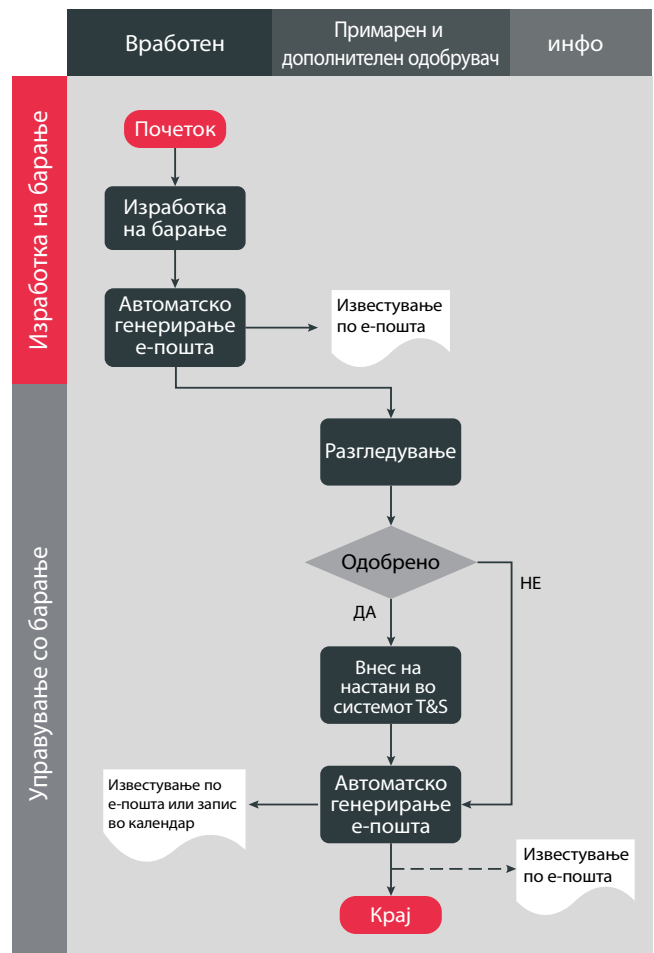 Вработен
Примарен и
дополнителен одобрувач
инфо
Изработка на барање
Почеток
Изработка
на барање
Автоматско
генерирање
е-пошта
Известување
по е-пошта
Управување со барање
Разгледување
Одобрено
НЕ
ДА
Внес на
настани во
системот T&S
Автоматско
генерирање
е-пошта
Известување по
е-пошта или запис
во календар
Известување
по е-пошта
Крај